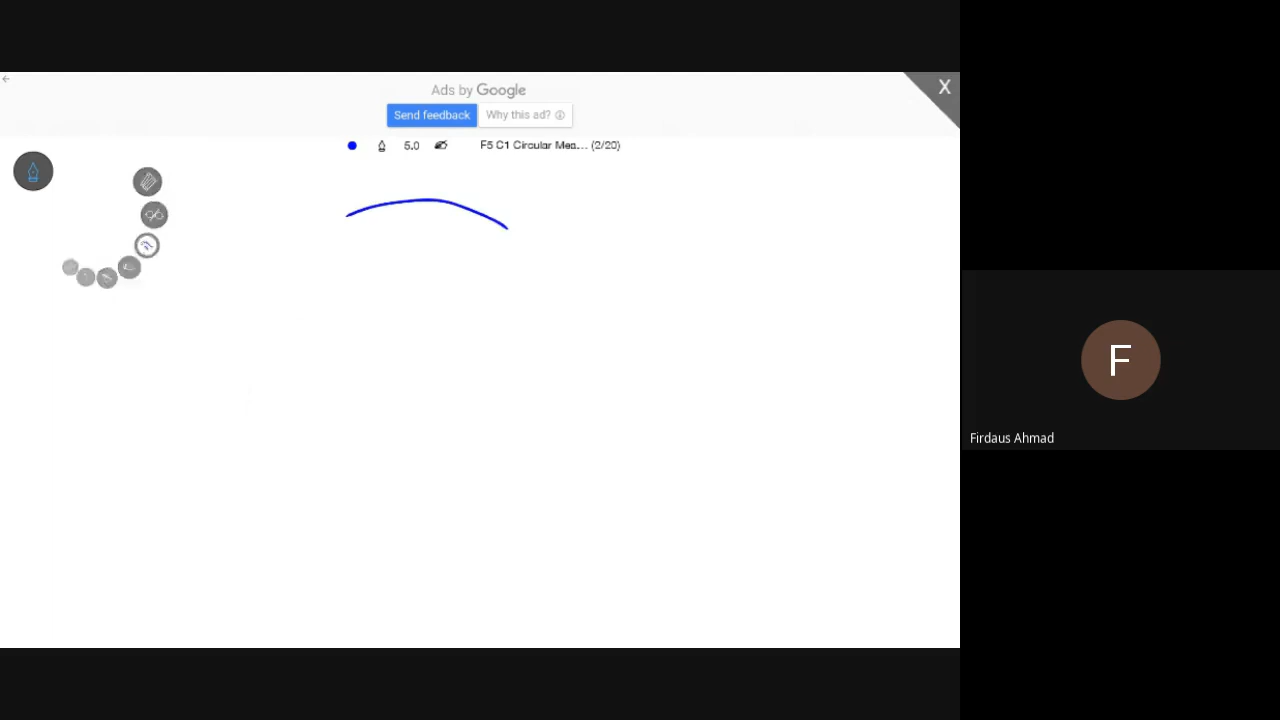 Ads by Google
X
Send feedback
Why this ad?
5.0
F5 C1 Circular Mea... (2/20)
F
Firdaus Ahmad